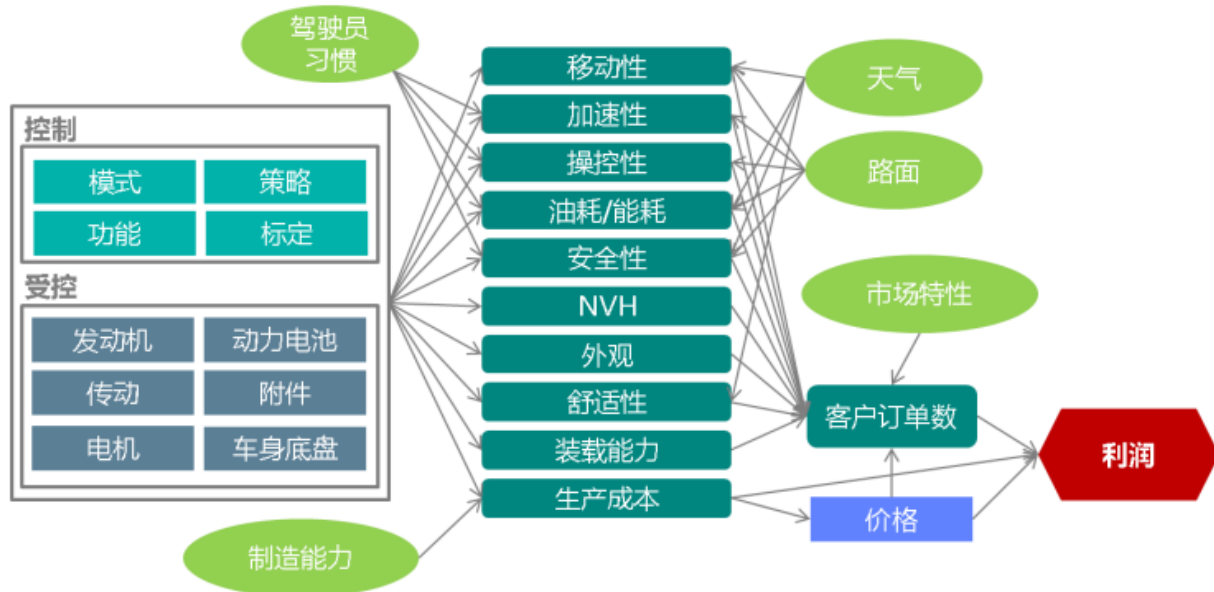 驾驶员
习惯
控制
模式
策略
功能
标定
受控
发动机
动力电池
传动
附件
电机
车身底盘
制造能力
移动性
加速性
操控性
油耗/能耗
安全性
NVH
外观
舒适性
装载能力
生产成本
天气
路面
市场特性
客户订单数
价格
利润